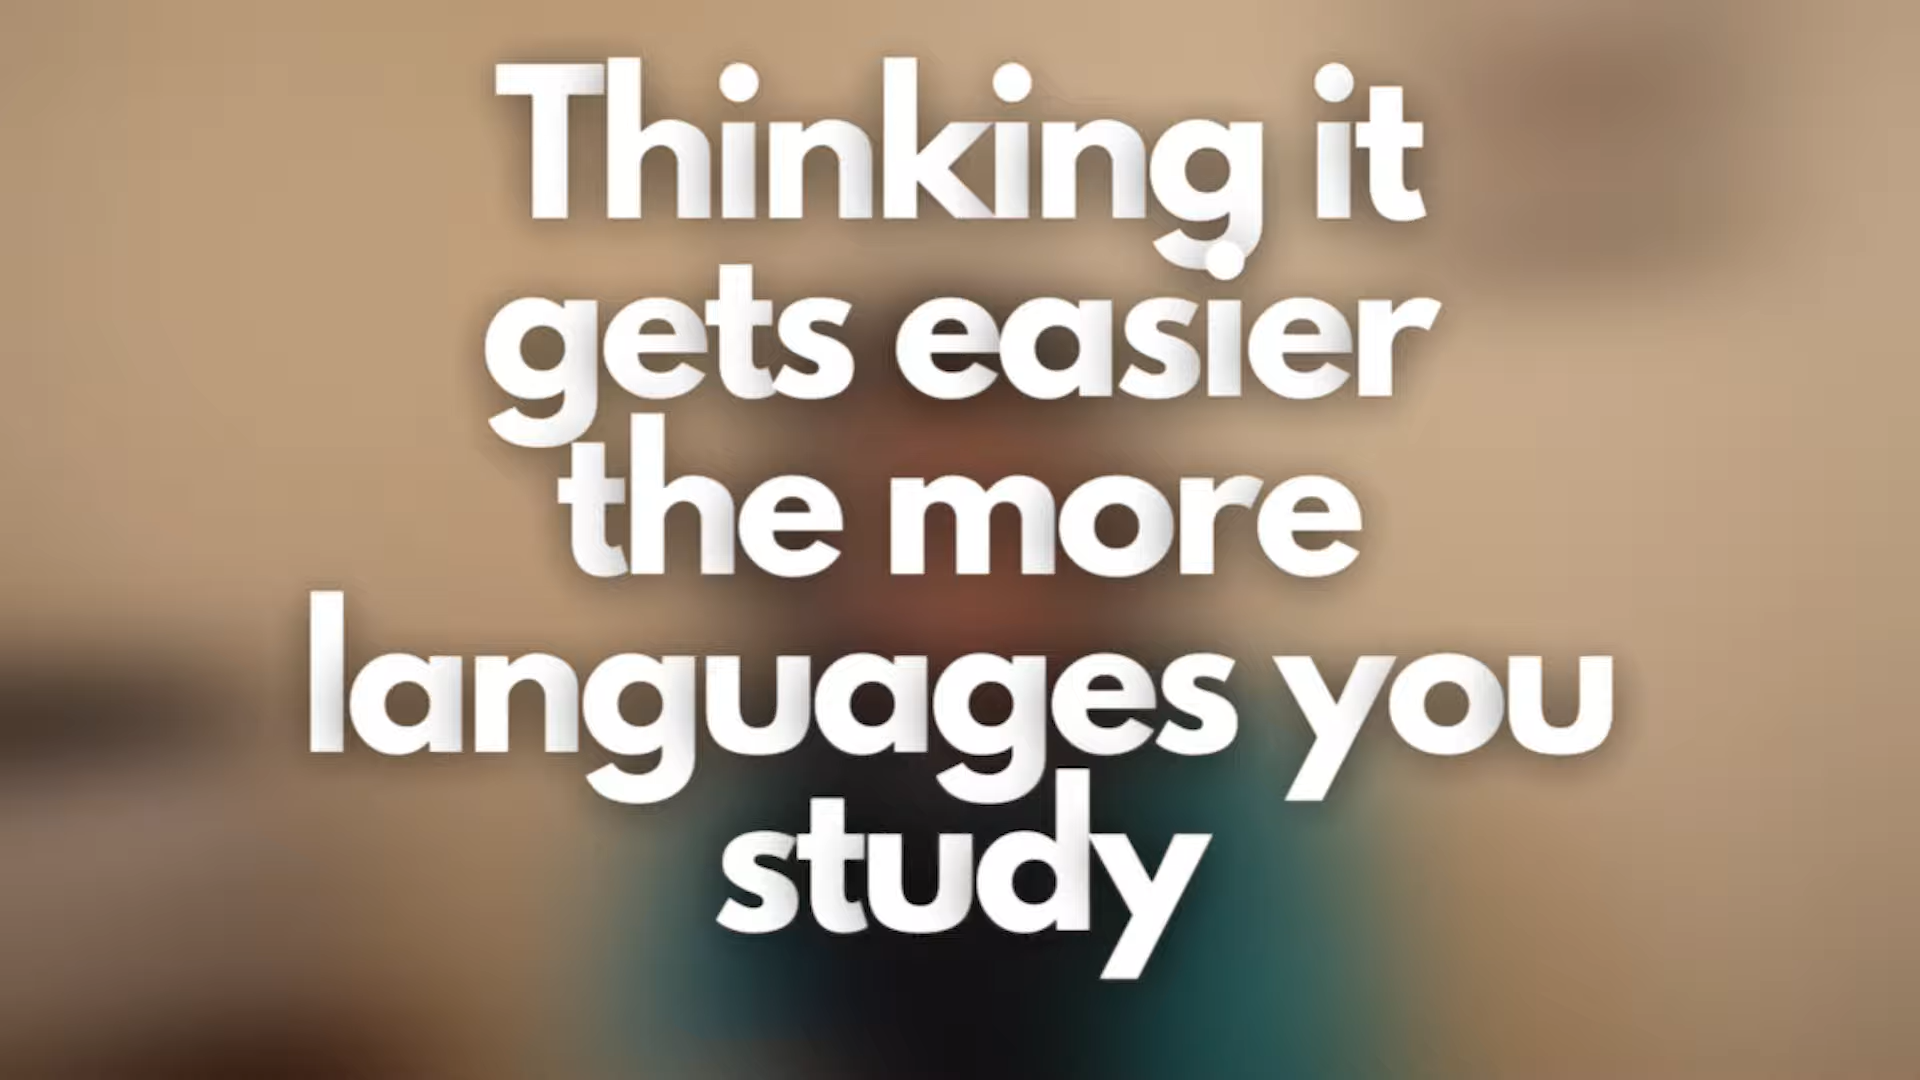 Thinking it
gets easier
the more
languages you
study